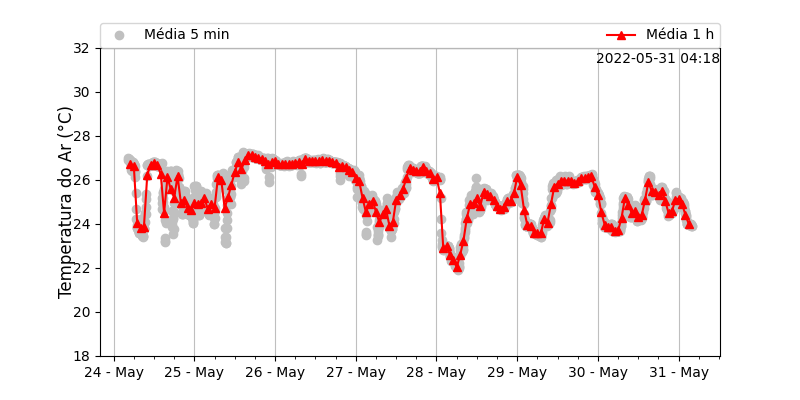 Média 5 min
Média 1 h
2022-05-31 04:18
Temperatura do Ar (°C)
32
30
28
26
24
22
20
18
24 - May
25 - May
26 - May
27 - May
28 - May
29 - May
30 - May
31 - May